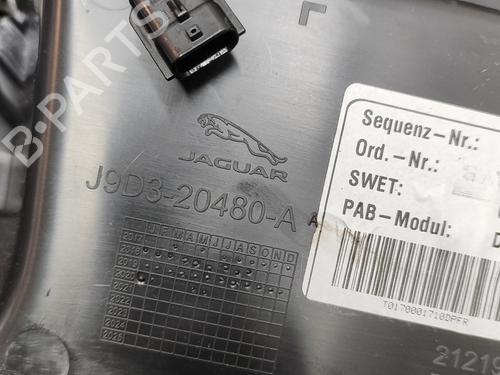 B-PARTS
JAGUAR
J9D3-20480-A
A
J F M A M J J A S O N D
2017
2018
2019
2020
2021
2022
2023
2024
2025
Sequenz-Nr.:
Ord.-Nr.:
SWET:
PAB-Modul: D
T0170001710DPFR
2121